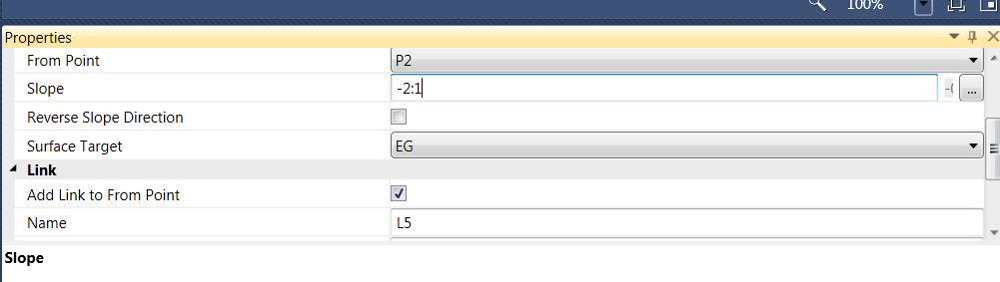 100%
Properties
From Point P2
Slope -2:1 ...
Reverse Slope Direction
Surface Target EG
Link
Add Link to From Point
Name L5
Slope